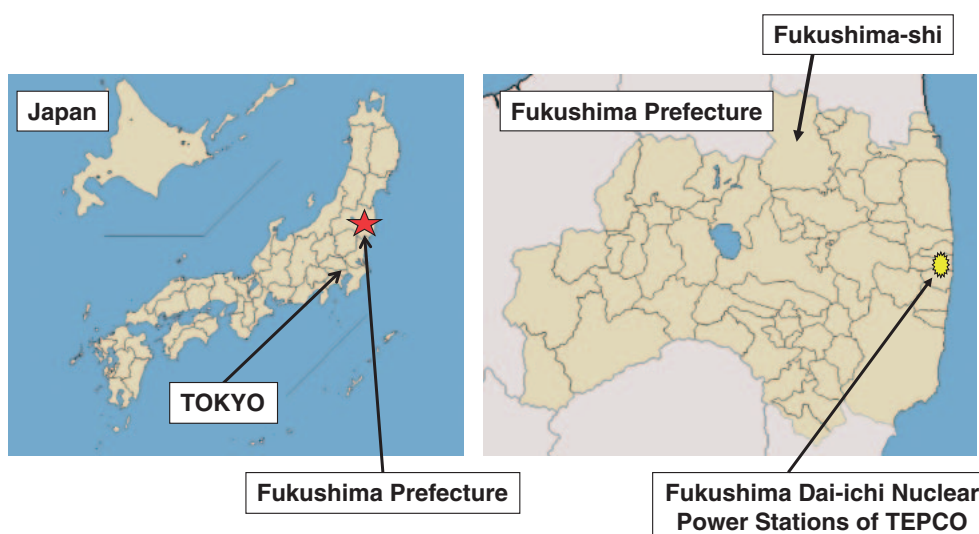 Fukushima-shi
Japan
Fukushima Prefecture
TOKYO
Fukushima Prefecture
Fukushima Dai-ichi Nuclear
Power Stations of TEPCO